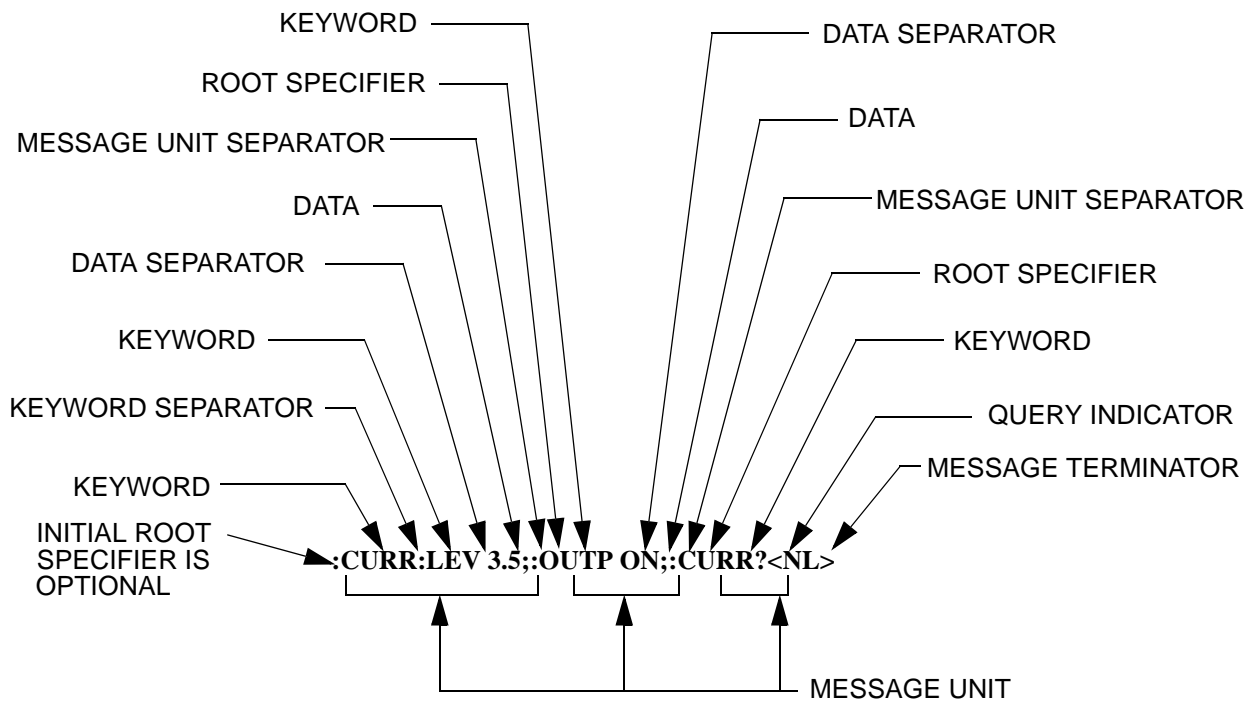 KEYWORD
DATA SEPARATOR
ROOT SPECIFIER
DATA
MESSAGE UNIT SEPARATOR
DATA
MESSAGE UNIT SEPARATOR
DATA SEPARATOR
ROOT SPECIFIER
KEYWORD
KEYWORD
KEYWORD SEPARATOR
QUERY INDICATOR
MESSAGE TERMINATOR
KEYWORD
INITIAL ROOT
SPECIFIER IS
OPTIONAL
:CURR:LEV 3.5;:OUTP ON;:CURR?<NL>
MESSAGE UNIT